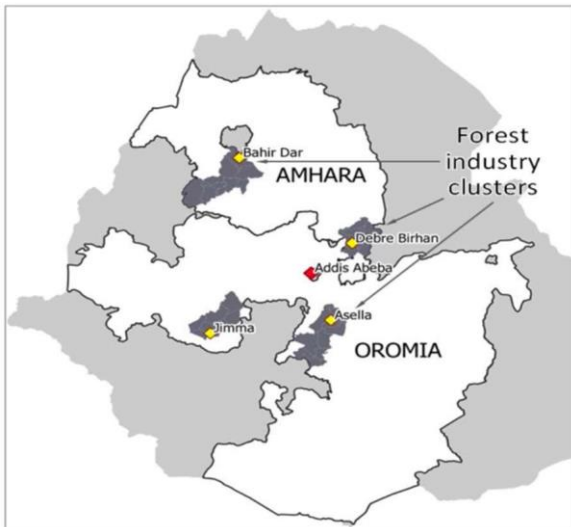 Forest
industry
clusters
Bahir Dar
AMHARA
Debre Birhan
Addis Abeba
Jimma
Asella
OROMIA